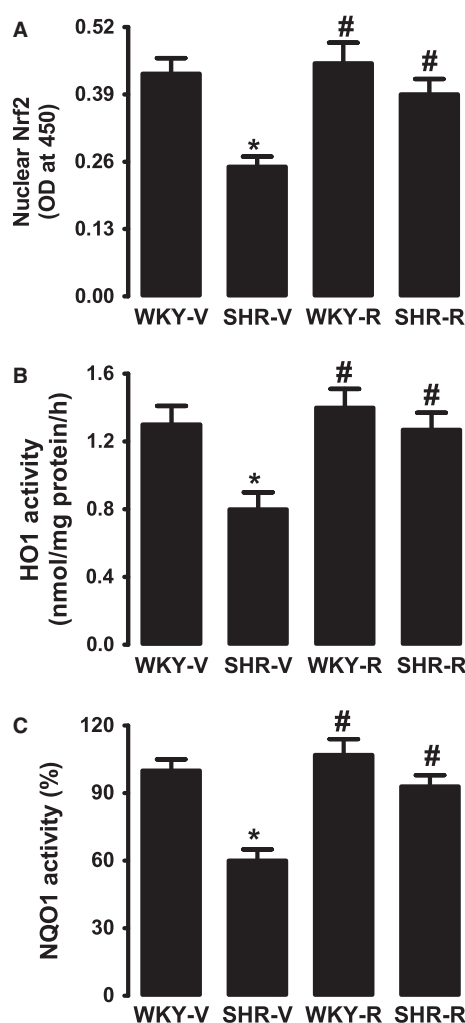 A
Nuclear Nrf2
(OD at 450)
0.52
0.39
0.26
0.13
0.00
*
#
#
WKY-V SHR-V WKY-R SHR-R
B
HO1 activity
(nmol/mg protein/h)
1.6
1.2
0.8
0.4
0.0
*
#
#
WKY-V SHR-V WKY-R SHR-R
C
NQO1 activity (%)
120
90
60
30
0
*
#
#
WKY-V SHR-V WKY-R SHR-R